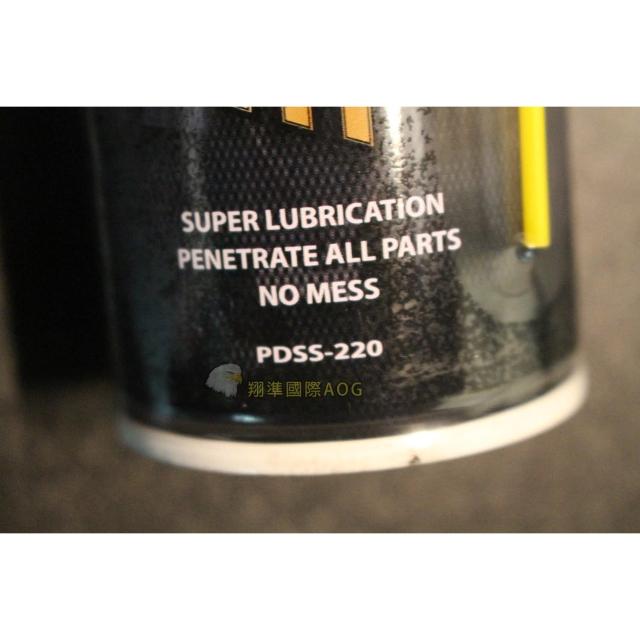 SUPER LUBRICATION
PENETRATE ALL PARTS
NO MESS
PDSS-220
翔準國際AOG